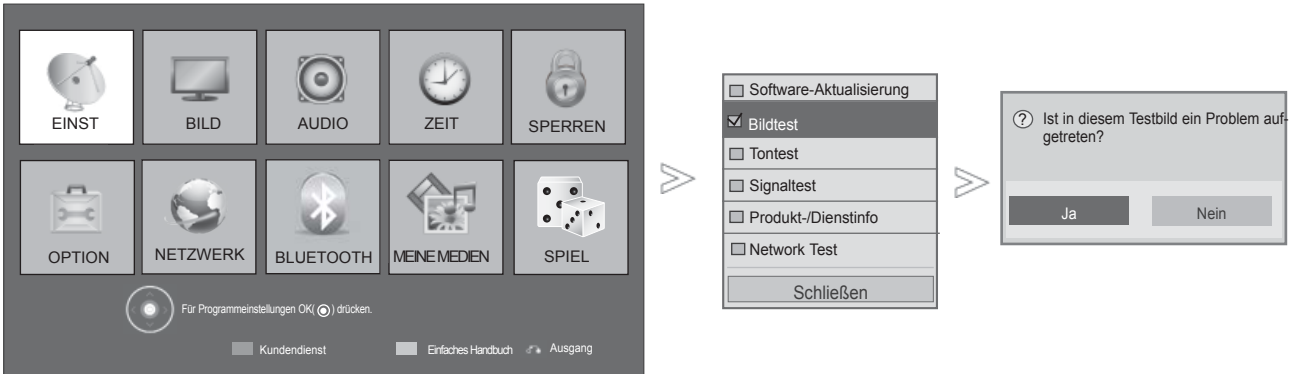 EINST
BILD
AUDIO
ZEIT
SPERREN
OPTION
NETZWERK
BLUETOOTH
MEINE MEDIEN
SPIEL
Für Programmeinstellungen OK( ) drücken.
Kundendienst
Einfaches Handbuch
Ausgang
Software-Aktualisierung
Bildtest
Tontest
Signaltest
Produkt-/Dienstinfo
Network Test
Schließen
? Ist in diesem Testbild ein Problem auf-
getreten?
Ja
Nein